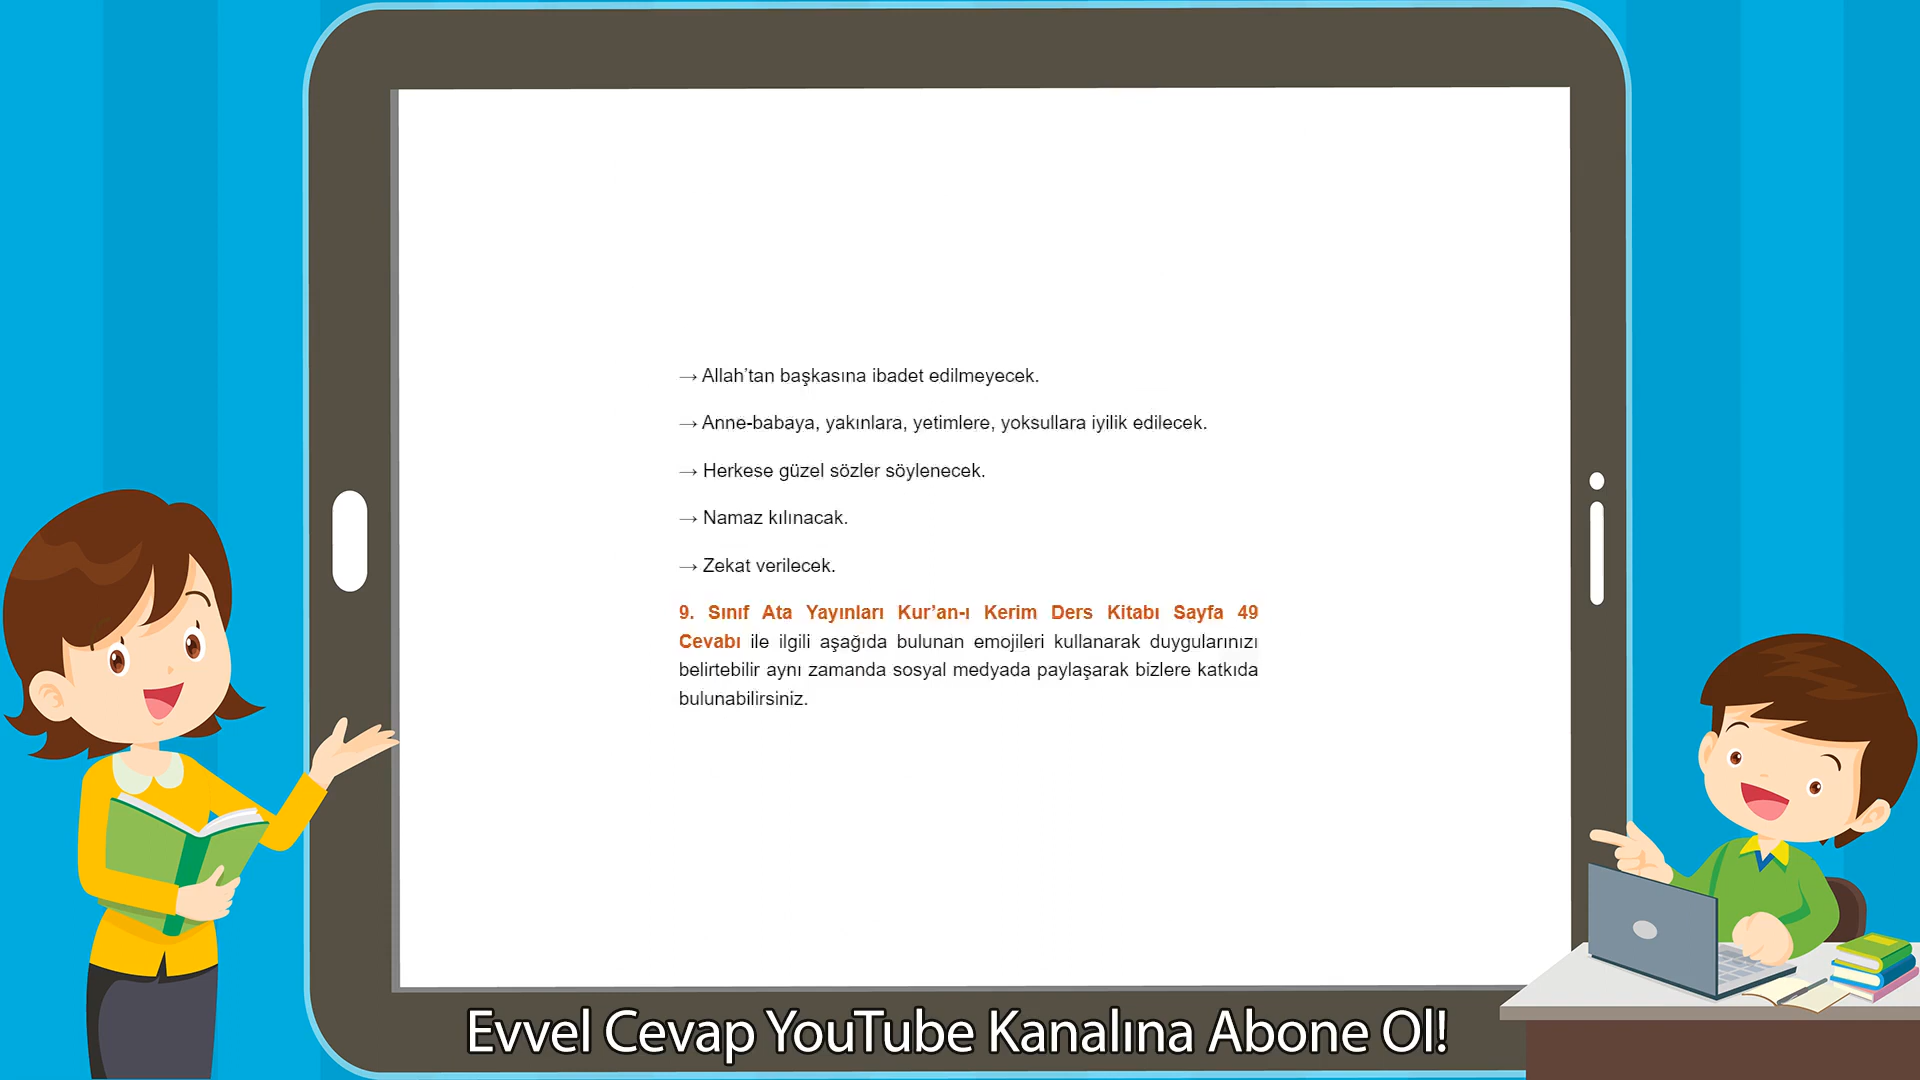 → Allah’tan başkasına ibadet edilmeyecek.
→ Anne-babaya, yakınlara, yetimlere, yoksullara iyilik edilecek.
→ Herkese güzel sözler söylenecek.
→ Namaz kılınacak.
→ Zekat verilecek.
9. Sınıf Ata Yayınları Kur’an-ı Kerim Ders Kitabı Sayfa 49
Cevabı ile ilgili aşağıda bulunan emojileri kullanarak duygularınızı
belirtebilir aynı zamanda sosyal medyada paylaşarak bizlere katkıda
bulunabilirsiniz.
Evvel Cevap YouTube Kanalına Abone Ol!